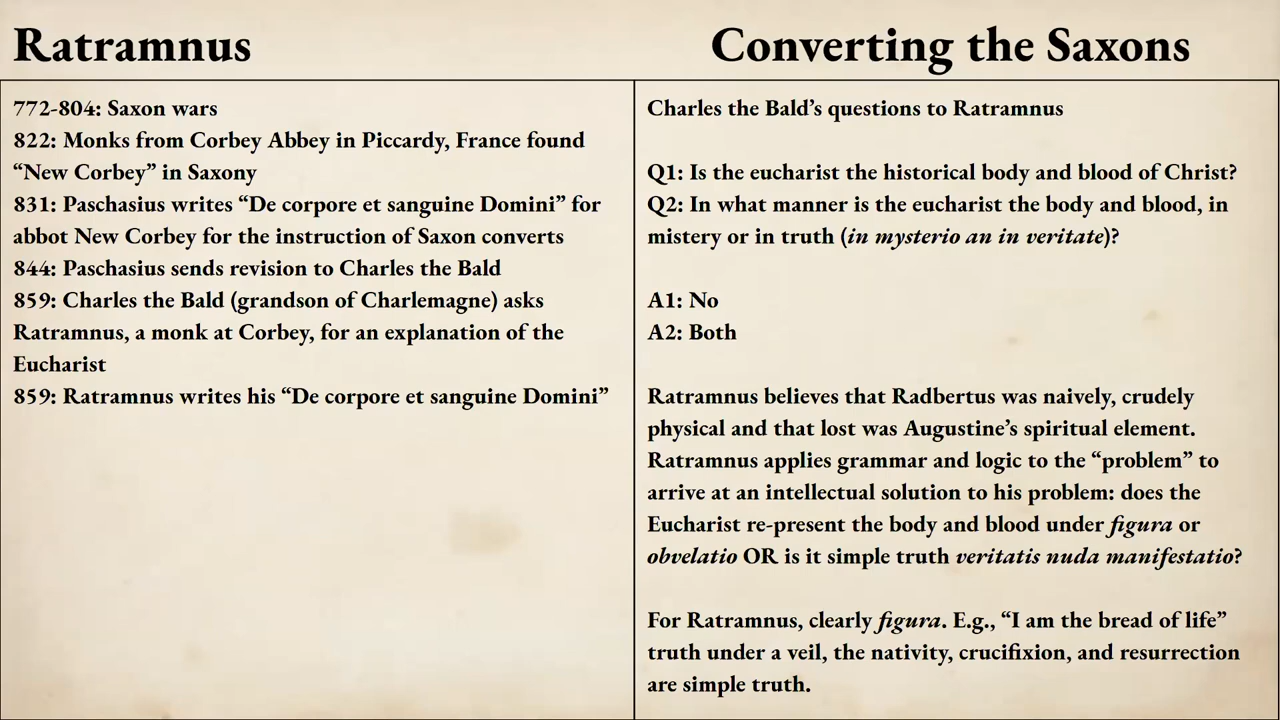 Ratramnus
Converting the Saxons
772-804: Saxon wars
822: Monks from Corbey Abbey in Piccardy, France found
“New Corbey” in Saxony
831: Paschasius writes “De corpore et sanguine Domini” for
abbot New Corbey for the instruction of Saxon converts
844: Paschasius sends revision to Charles the Bald
859: Charles the Bald (grandson of Charlemagne) asks
Ratramnus, a monk at Corbey, for an explanation of the
Eucharist
859: Ratramnus writes his “De corpore et sanguine Domini”
Charles the Bald’s questions to Ratramnus
Q1: Is the eucharist the historical body and blood of Christ?
Q2: In what manner is the eucharist the body and blood, in
mistery or in truth (in mysterio an in veritate)?
A1: No
A2: Both
Ratramnus believes that Radbertus was naively, crudely
physical and that lost was Augustine’s spiritual element.
Ratramnus applies grammar and logic to the “problem” to
arrive at an intellectual solution to his problem: does the
Eucharist re-present the body and blood under figura or
obvelatio OR is it simple truth veritatis nuda manifestatio?
For Ratramnus, clearly figura. E.g., “I am the bread of life”
truth under a veil, the nativity, crucifixion, and resurrection
are simple truth.